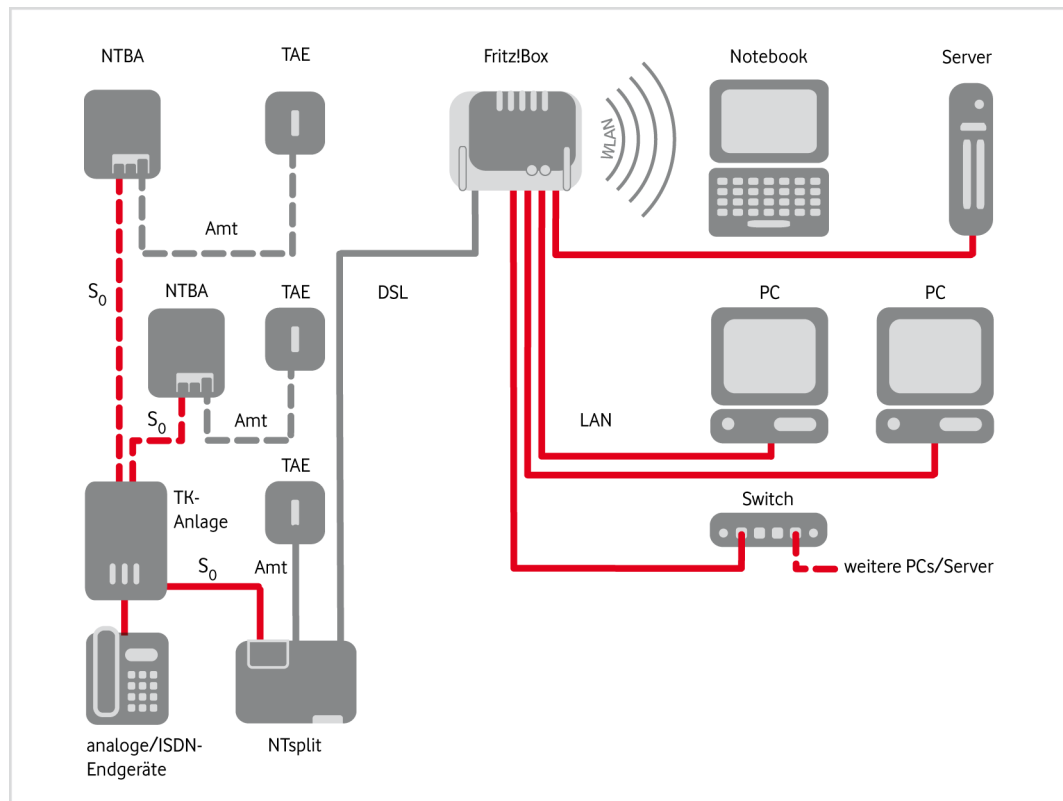 NTBA
TAE
Fritz!Box
Notebook
Server
WLAN
Amt
S0
NTBA
TAE
DSL
PC
PC
S0
Amt
LAN
TAE
TK-
Anlage
Switch
S0
Amt
weitere PCs/Server
analoge/ISDN-
Endgeräte
NTsplit